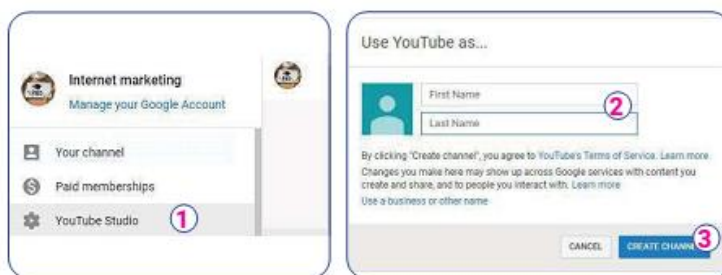 Internet marketing
Manage your Google Account
Your channel
Paid memberships
YouTube Studio 1
Use YouTube as...
First Name
2
Last Name
By clicking "Create channel", you agree to YouTube's Terms of Service. Learn more
Changes you make here may show up across Google services with content you
create and share, and to people you interact with. Learn more
Use a business or other name
CANCEL CREATE 3